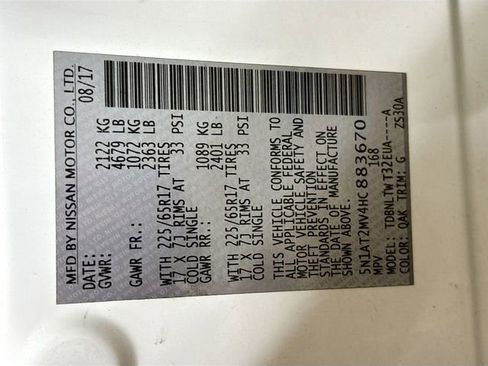 MFD BY NISSAN MOTOR CO., LTD.
DATE: 08/17
GVWR: 2122 KG
4679 LB
GAWR FR.: 1072 KG
2363 LB
WITH 225/65R17 TIRES
17 X 7J RIMS AT 33 PSI
COLD SINGLE
GAWR RR.: 1089 KG
2401 LB
WITH 225/65R17 TIRES
17 X 7J RIMS AT 33 PSI
COLD SINGLE
THIS VEHICLE CONFORMS TO
ALL APPLICABLE FEDERAL
MOTOR VEHICLE SAFETY AND
THEFT PREVENTION
STANDARDS IN EFFECT ON
THE DATE OF MANUFACTURE
SHOWN ABOVE.
5N1AT2MV4HC883670
MPV 168
MODEL: TDBNLTWT32EUA----A
COLOR: QAK TRIM: G ZS30A